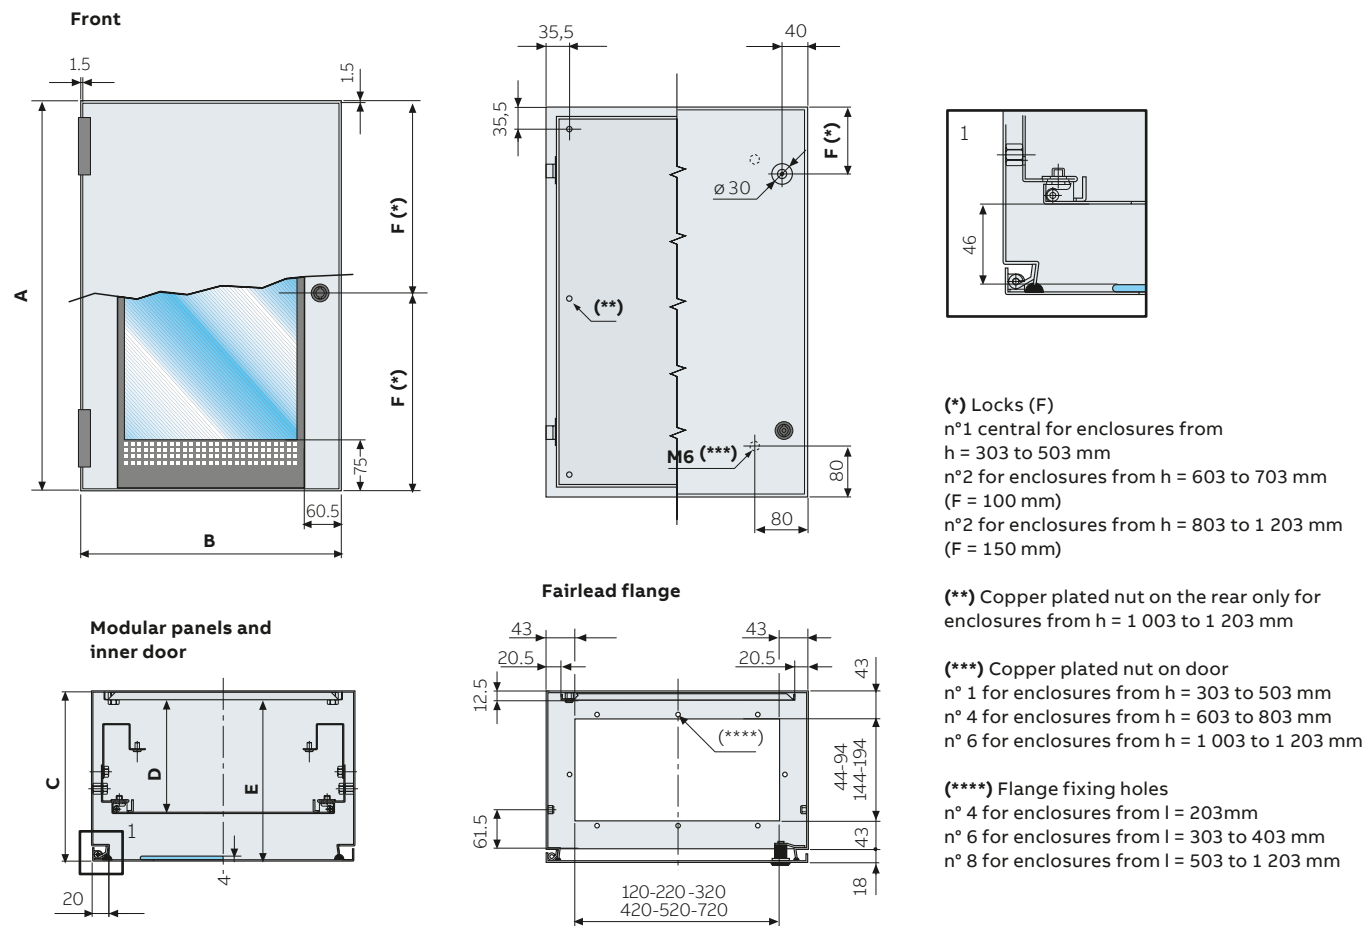 Front
1.5
1.5
A
F (*)
F (*)
75
60.5
B
35,5
40
35,5
F (*)
ø 30
(**)
M6 (***)
80
80
1
46
(*) Locks (F)
n°1 central for enclosures from
h = 303 to 503 mm
n°2 for enclosures from h = 603 to 703 mm
(F = 100 mm)
n°2 for enclosures from h = 803 to 1 203 mm
(F = 150 mm)
(**) Copper plated nut on the rear only for
enclosures from h = 1 003 to 1 203 mm
(***) Copper plated nut on door
n° 1 for enclosures from h = 303 to 503 mm
n° 4 for enclosures from h = 603 to 803 mm
n° 6 for enclosures from h = 1 003 to 1 203 mm
(****) Flange fixing holes
n° 4 for enclosures from l = 203mm
n° 6 for enclosures from l = 303 to 403 mm
n° 8 for enclosures from l = 503 to 1 203 mm
Modular panels and
inner door
C
D
E
1
4
20
Fairlead flange
43
43
20.5
20.5
43
12.5
(****)
44-94
144-194
61.5
43
18
120-220-320
420-520-720